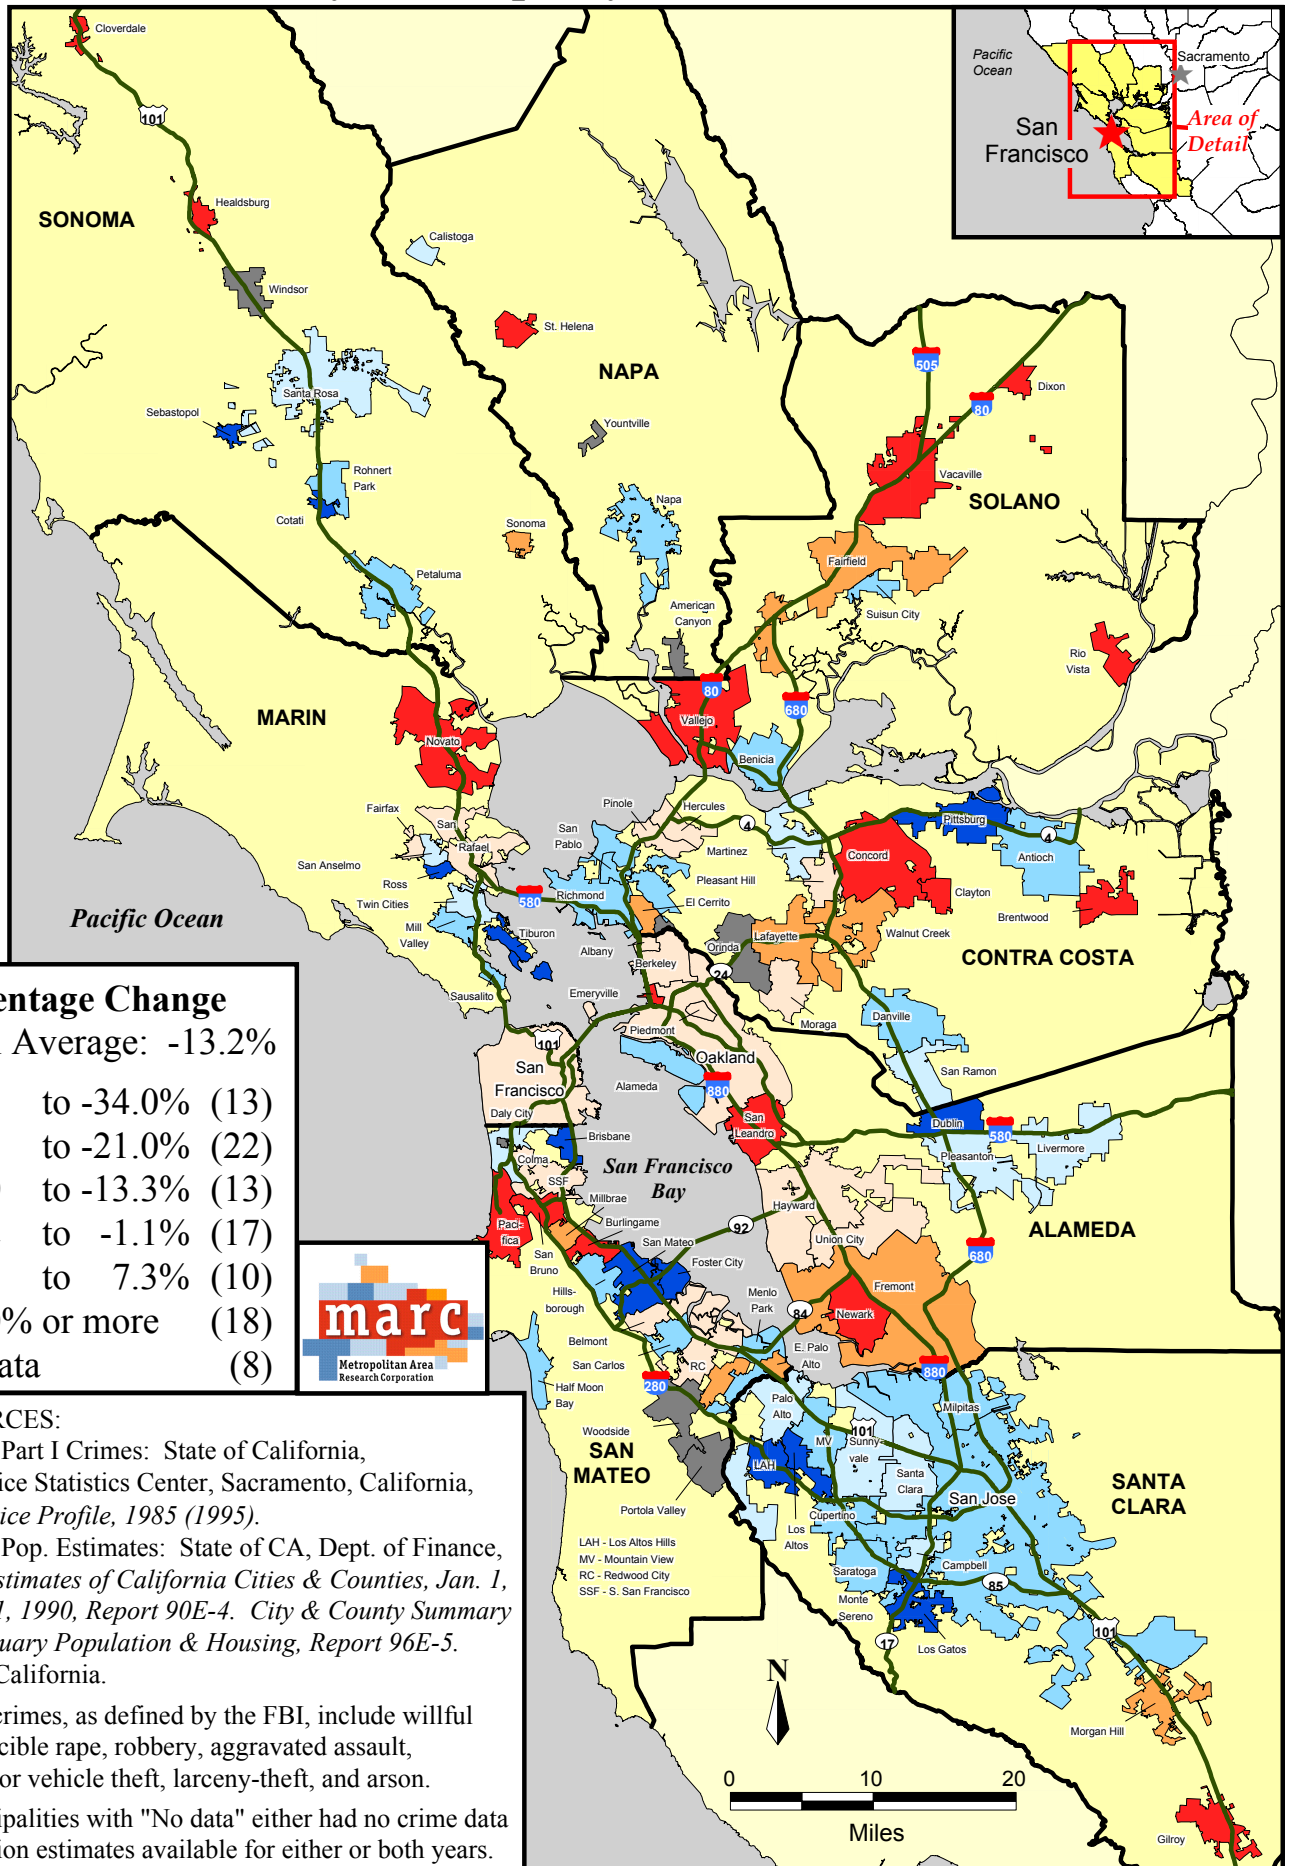 Cloverdale
101
Healdsburg
SONOMA
Windsor
Calistoga
St. Helena
NAPA
Santa Rosa
Sebastopol
Rohnert
Park
Cotati
Yountville
Napa
Sonoma
Petaluma
American
Canyon
Pacific
Ocean
Sacramento
San
Francisco
Area of
Detail
505
80
Dixon
Vacaville
SOLANO
Fairfield
Suisun City
Rio
Vista
80
680
Vallejo
Benicia
MARIN
Novato
Fairfax
San
Rafael
San Anselmo
Ross
Twin Cities
Mill
Valley
Tiburon
Sausalito
Pacific Ocean
580
Pinole
Hercules
San
Pablo
Martinez
4
4
Pittsburg
Antioch
Concord
Clayton
Brentwood
Pleasant Hill
Richmond
El Cerrito
Albany
Berkeley
Orinda
Lafayette
Walnut Creek
CONTRA COSTA
24
Emeryville
Moraga
Danville
Piedmont
San Ramon
Oakland
Alameda
880
101
San
Francisco
Daly City
Brisbane
Colma
SSF
San Francisco
Bay
San
Leandro
Dublin
580
Pleasanton
Livermore
Millbrae
Burlingame
San Mateo
Foster City
Paci-
fica
San
Bruno
Hills-
borough
92
Hayward
Union City
ALAMEDA
680
Fremont
Newark
Menlo
Park
84
E. Palo
Alto
Belmont
San Carlos
RC
280
Half Moon
Bay
Woodside
SAN
MATEO
Portola Valley
880
Palo
Alto
Milpitas
101
MV
Sunny-
vale
LAH
Santa
Clara
San Jose
SANTA
CLARA
Cupertino
Los
Altos
Saratoga
Campbell
85
Monte
Sereno
Los Gatos
17
101
Morgan Hill
Gilroy
LAH - Los Altos Hills
MV - Mountain View
RC - Redwood City
SSF - S. San Francisco
N
0 10 20
Miles
entage Change
Average: -13.2%
to -34.0% (13)
to -21.0% (22)
to -13.3% (13)
to -1.1% (17)
to 7.3% (10)
% or more (18)
ata (8)
marc
Metropolitan Area
Research Corporation
RCES:
Part I Crimes: State of California,
ice Statistics Center, Sacramento, California,
ice Profile, 1985 (1995).
Pop. Estimates: State of CA, Dept. of Finance,
stimates of California Cities & Counties, Jan. 1,
1, 1990, Report 90E-4. City & County Summary
uary Population & Housing, Report 96E-5.
California.
crimes, as defined by the FBI, include willful
cible rape, robbery, aggravated assault,
or vehicle theft, larceny-theft, and arson.
ipalities with "No data" either had no crime data
ion estimates available for either or both years.